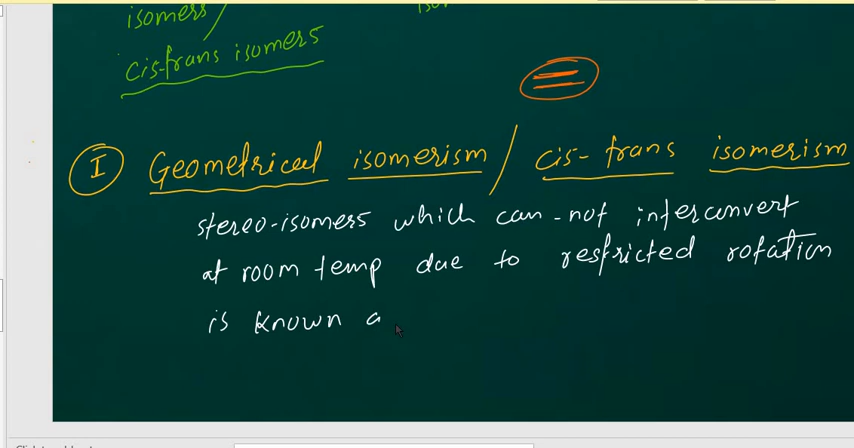 isomers/
cis-trans isomers
I Geometrical isomerism / cis-trans isomerism
stereo-isomers which can-not interconvert
at room temp due to restricted rotation
is known a